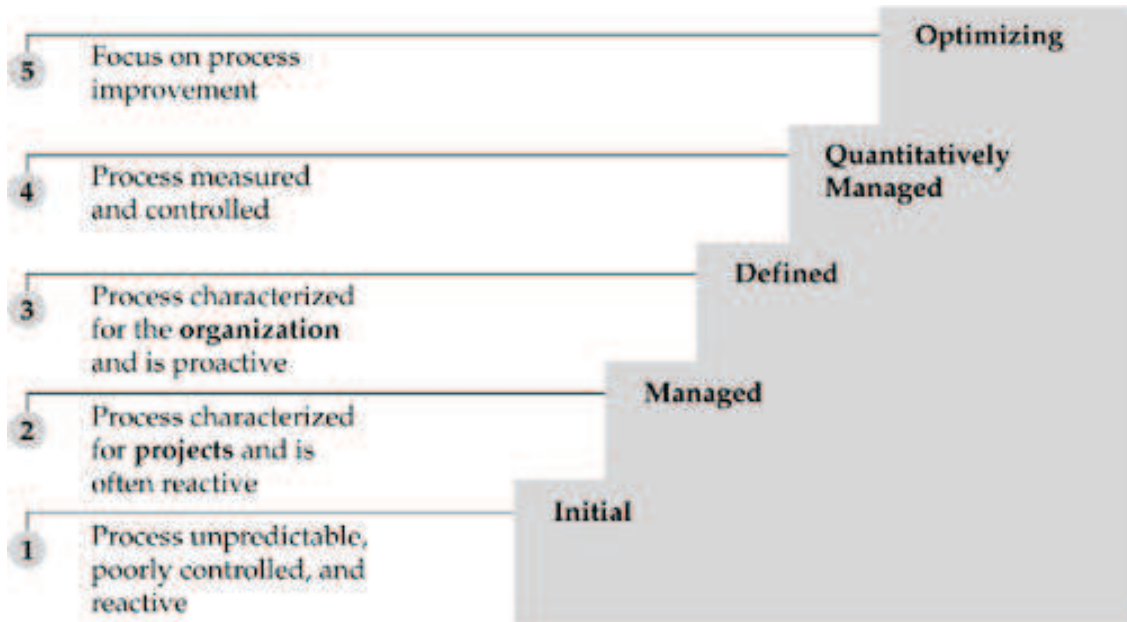 Optimizing
5
Focus on process
improvement
Quantitatively
Managed
4
Process measured
and controlled
Defined
3
Process characterized
for the organization
and is proactive
Managed
2
Process characterized
for projects and is
often reactive
Initial
1
Process unpredictable,
poorly controlled, and
reactive